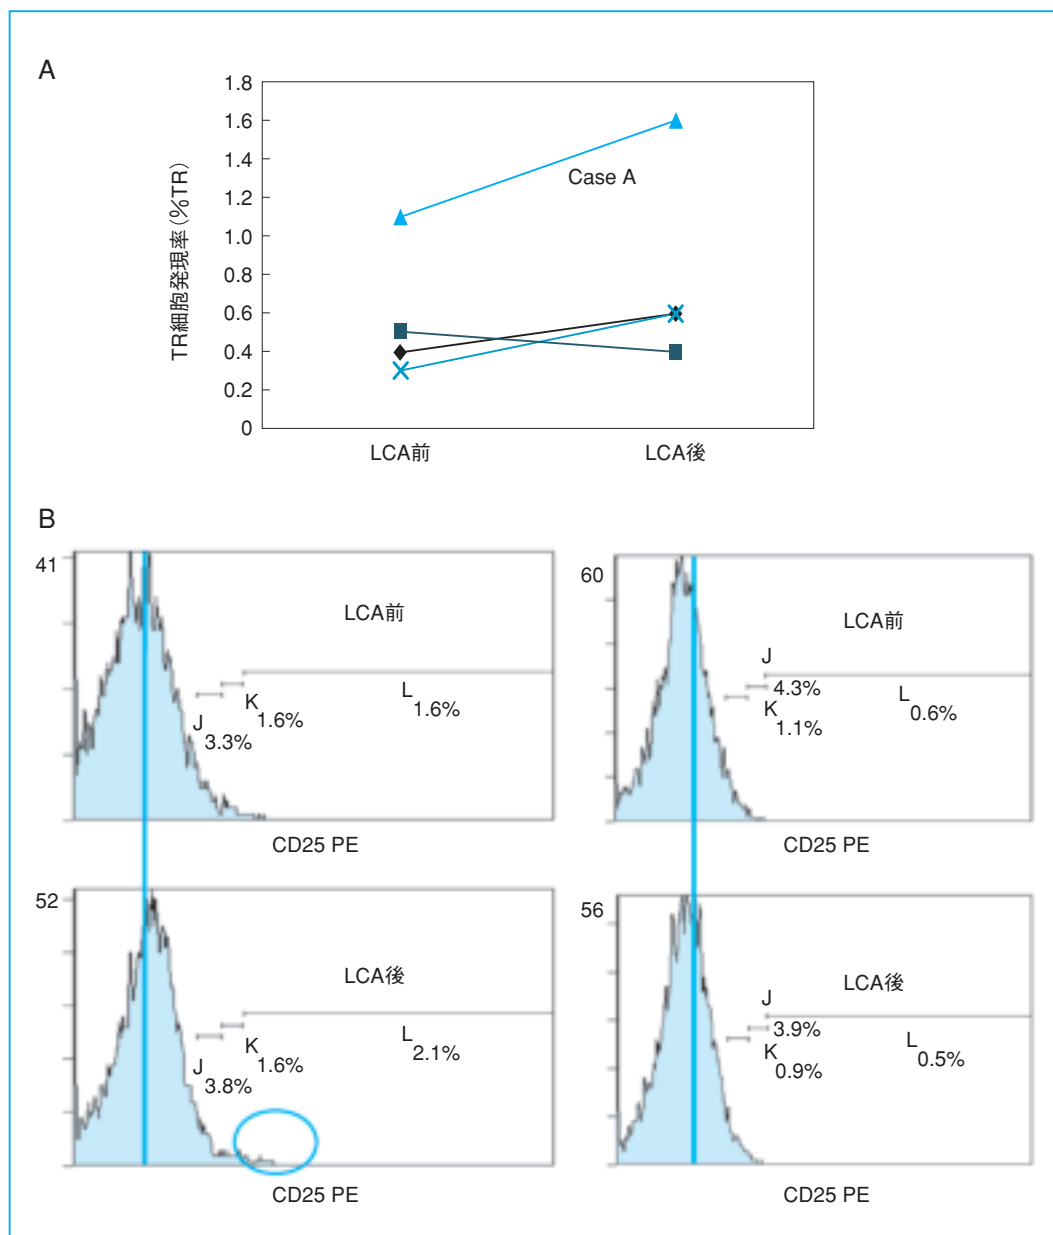 A
1.8
1.6
1.4
1.2
1.0
0.8
0.6
0.4
0.2
0
TR細胞発現率(%TR)
Case A
LCA前
LCA後
B
41
LCA前
J
3.3%
K
1.6%
L
1.6%
CD25 PE
60
LCA前
J
4.3%
K
1.1%
L
0.6%
CD25 PE
52
LCA後
J
3.8%
K
1.6%
L
2.1%
CD25 PE
56
LCA後
J
3.9%
K
0.9%
L
0.5%
CD25 PE